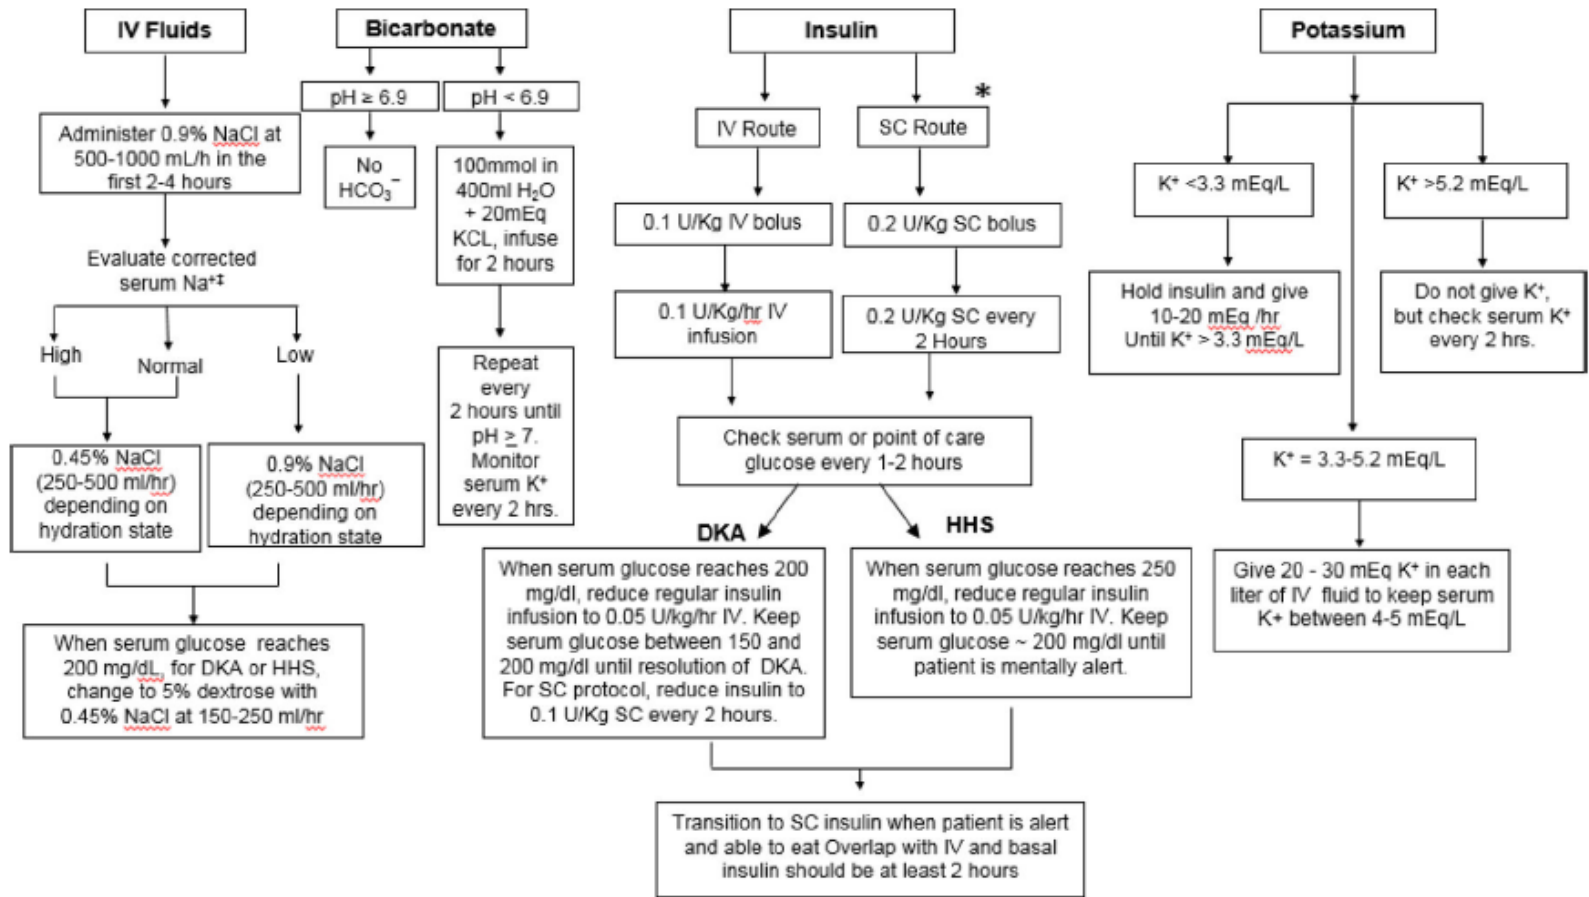 IV Fluids
Administer 0.9% NaCl at
500-1000 mL/h in the
first 2-4 hours
Evaluate corrected
serum Na⁺‡
High
Normal
Low
0.45% NaCl
(250-500 ml/hr)
depending on
hydration state
0.9% NaCl
(250-500 ml/hr)
depending on
hydration state
When serum glucose reaches
200 mg/dL, for DKA or HHS,
change to 5% dextrose with
0.45% NaCl at 150-250 ml/hr
Bicarbonate
pH ≥ 6.9
pH < 6.9
No
HCO₃⁻
100mmol in
400ml H₂O
+ 20mEq
KCL, infuse
for 2 hours
Repeat
every
2 hours until
pH ≥ 7.
Monitor
serum K⁺
every 2 hrs.
Insulin
*
IV Route
SC Route
0.1 U/Kg IV bolus
0.2 U/Kg SC bolus
0.1 U/Kg/hr IV
infusion
0.2 U/Kg SC every
2 Hours
Check serum or point of care
glucose every 1-2 hours
DKA
HHS
When serum glucose reaches 200
mg/dl, reduce regular insulin
infusion to 0.05 U/kg/hr IV. Keep
serum glucose between 150 and
200 mg/dl until resolution of DKA.
For SC protocol, reduce insulin to
0.1 U/Kg SC every 2 hours.
When serum glucose reaches 250
mg/dl, reduce regular insulin
infusion to 0.05 U/kg/hr IV. Keep
serum glucose ~ 200 mg/dl until
patient is mentally alert.
Transition to SC insulin when patient is alert
and able to eat Overlap with IV and basal
insulin should be at least 2 hours
Potassium
K⁺ <3.3 mEq/L
K⁺ >5.2 mEq/L
Hold insulin and give
10-20 mEq /hr
Until K⁺ > 3.3 mEq/L
Do not give K⁺,
but check serum K⁺
every 2 hrs.
K⁺ = 3.3-5.2 mEq/L
Give 20 - 30 mEq K⁺ in each
liter of IV fluid to keep serum
K+ between 4-5 mEq/L